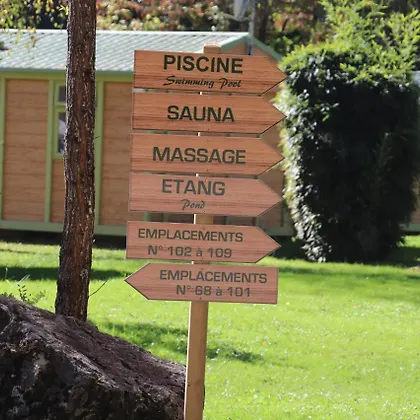 PISCINE
Swimming Pool
SAUNA
MASSAGE
ETANG
Pond
EMPLACEMENTS
N° 102 à 109
EMPLACEMENTS
N° 68 à 101